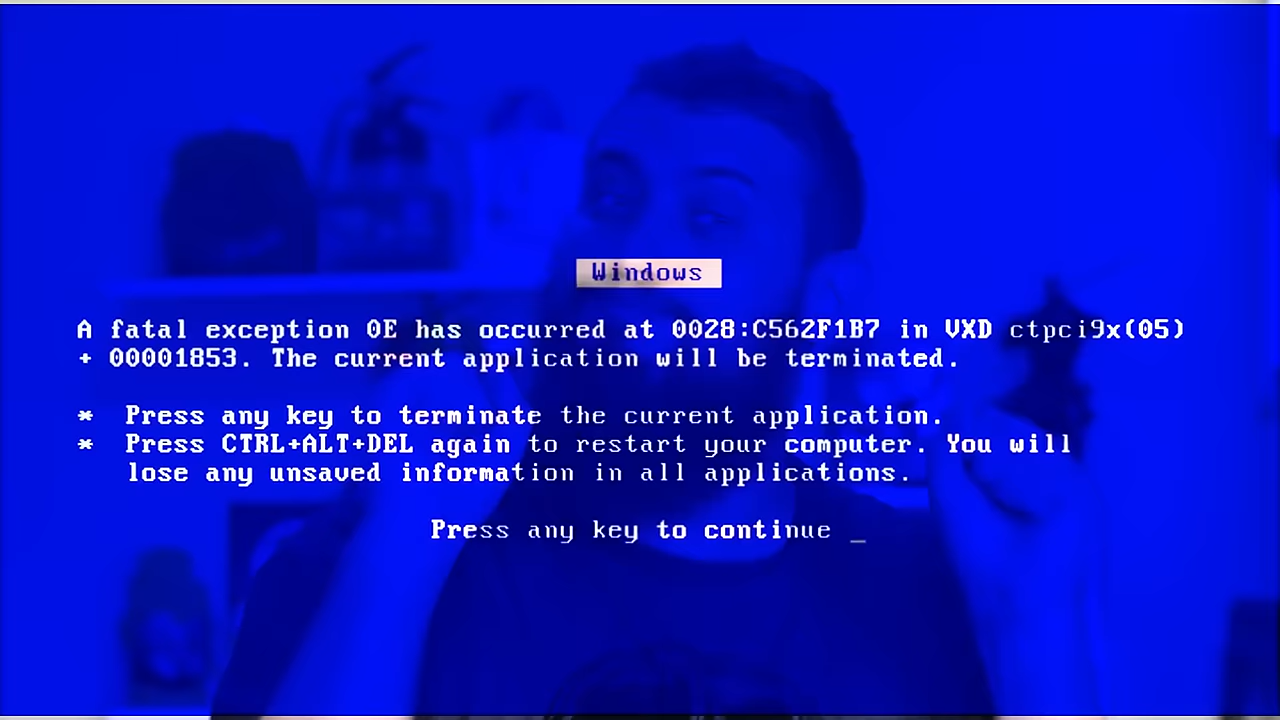 Windows
A fatal exception 0E has occurred at 0028:C562F1B7 in VXD ctpci9x(05)
+ 00001853. The current application will be terminated.
* Press any key to terminate the current application.
* Press CTRL+ALT+DEL again to restart your computer. You will
lose any unsaved information in all applications.
Press any key to continue _